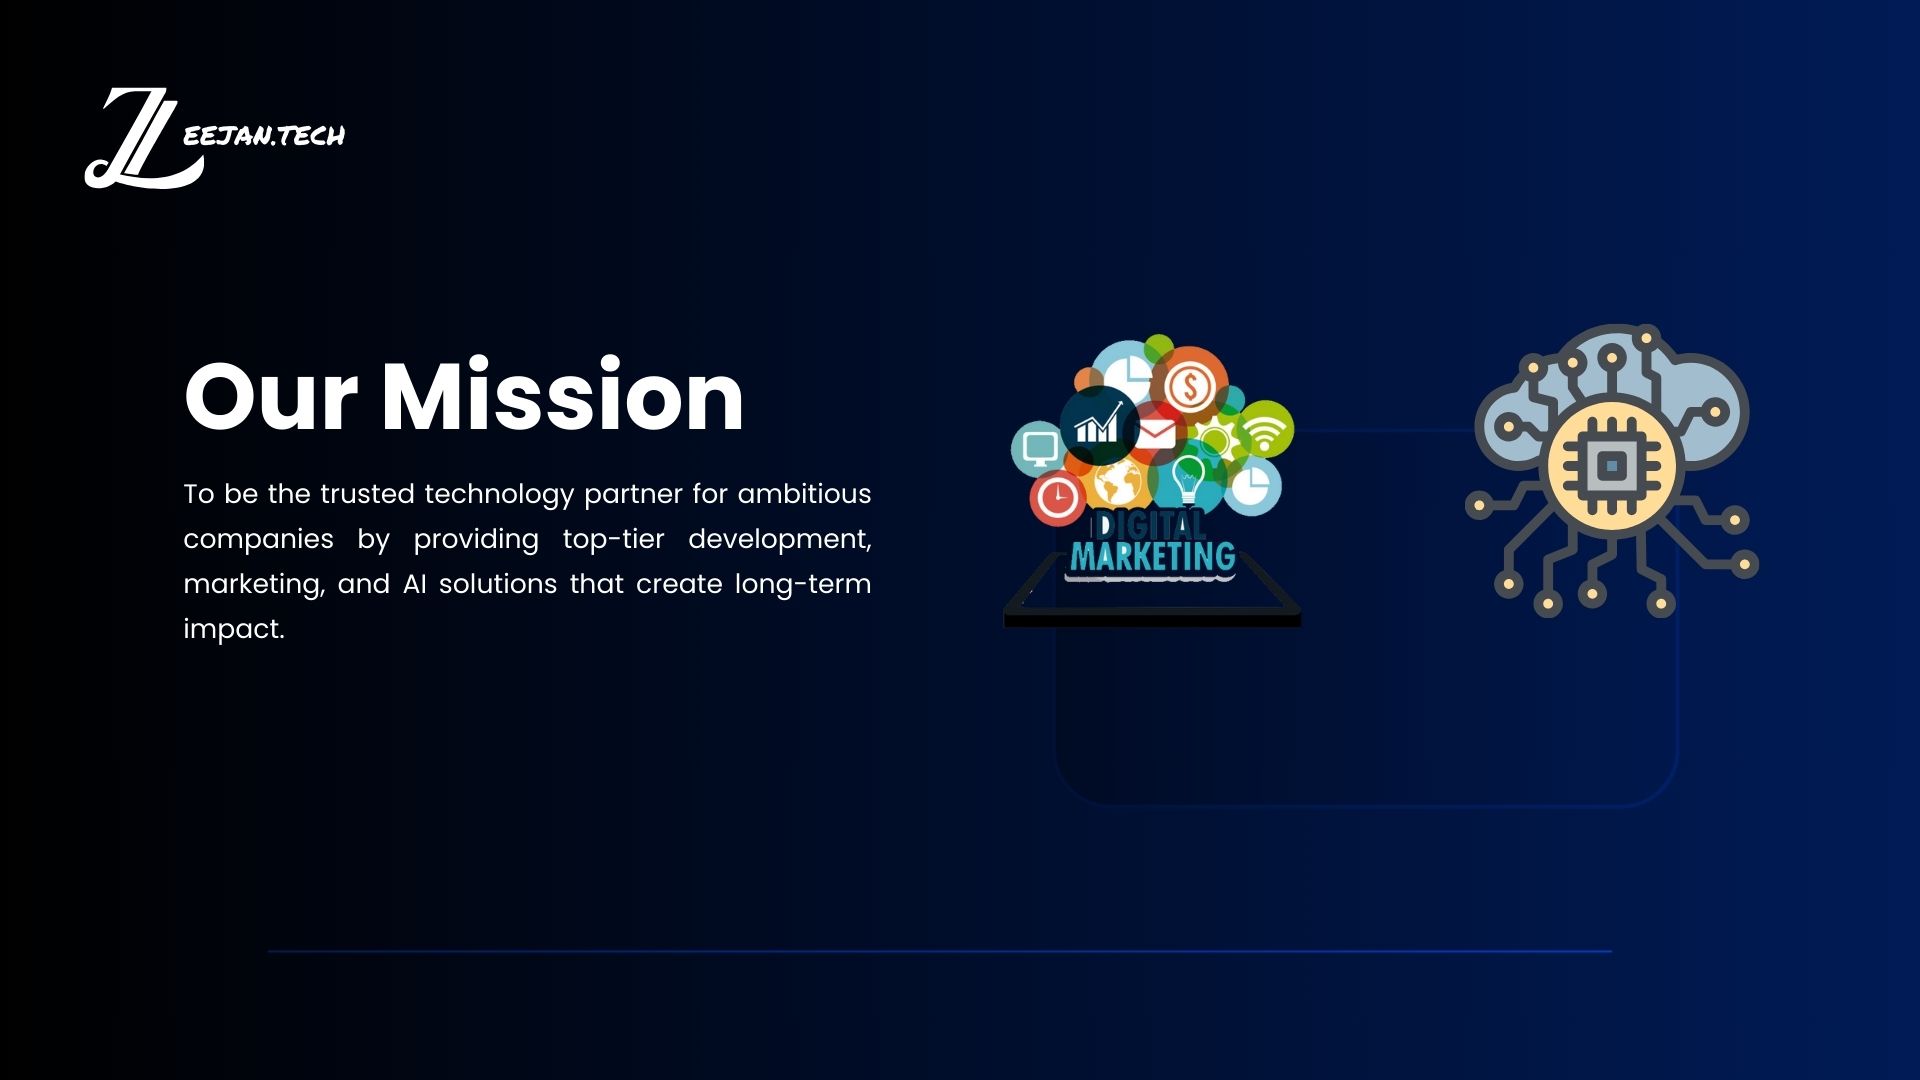 LEEJAN.TECH
Our Mission
To be the trusted technology partner for ambitious
companies by providing top-tier development,
marketing, and AI solutions that create long-term
impact.
DIGITAL
MARKETING